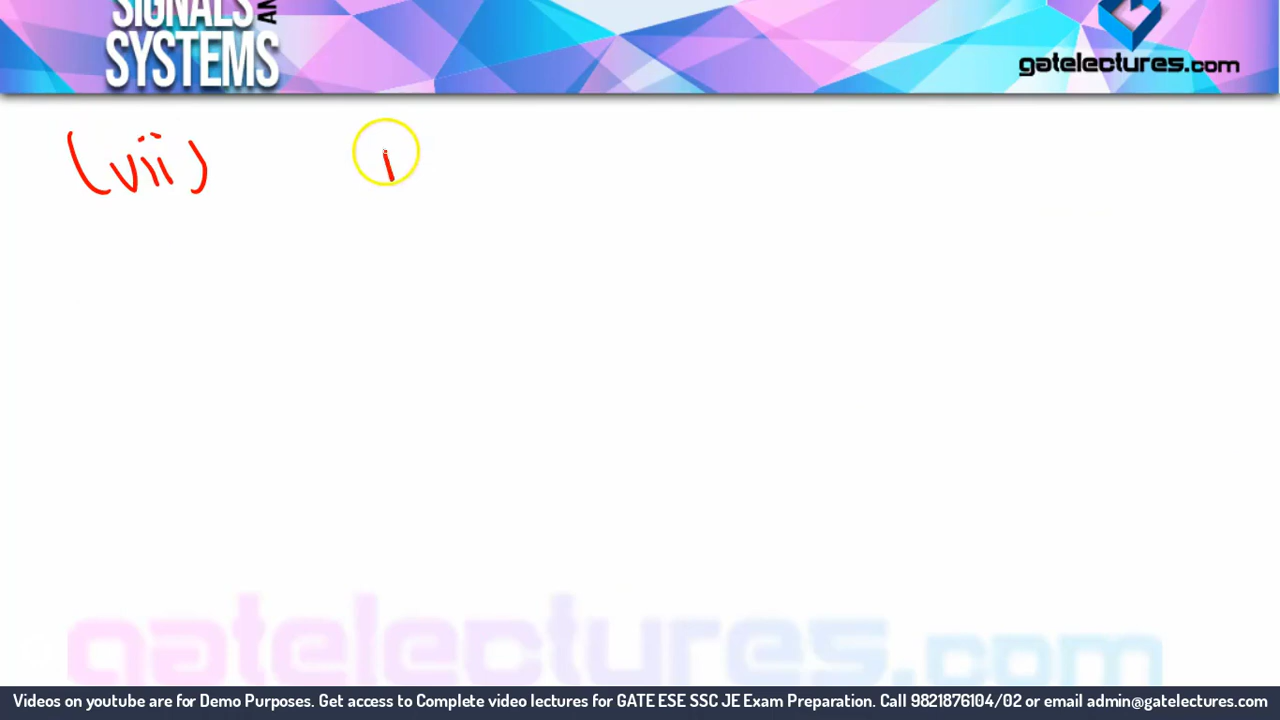 SIGNALS AND
SYSTEMS
gatelectures.com
(vii)
gatelectures.com
Videos on youtube are for Demo Purposes. Get access to Complete video lectures for GATE ESE SSC JE Exam Preparation. Call 9821876104/02 or email admin@gatelectures.com